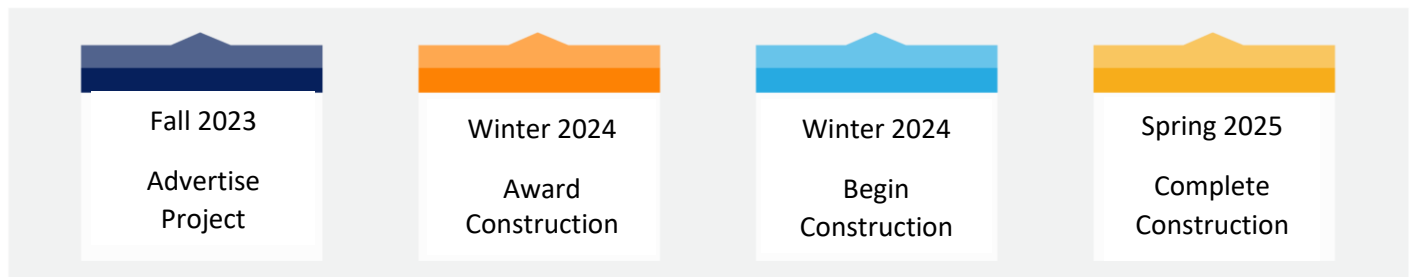 Fall 2023
Advertise
Project
Winter 2024
Award
Construction
Winter 2024
Begin
Construction
Spring 2025
Complete
Construction